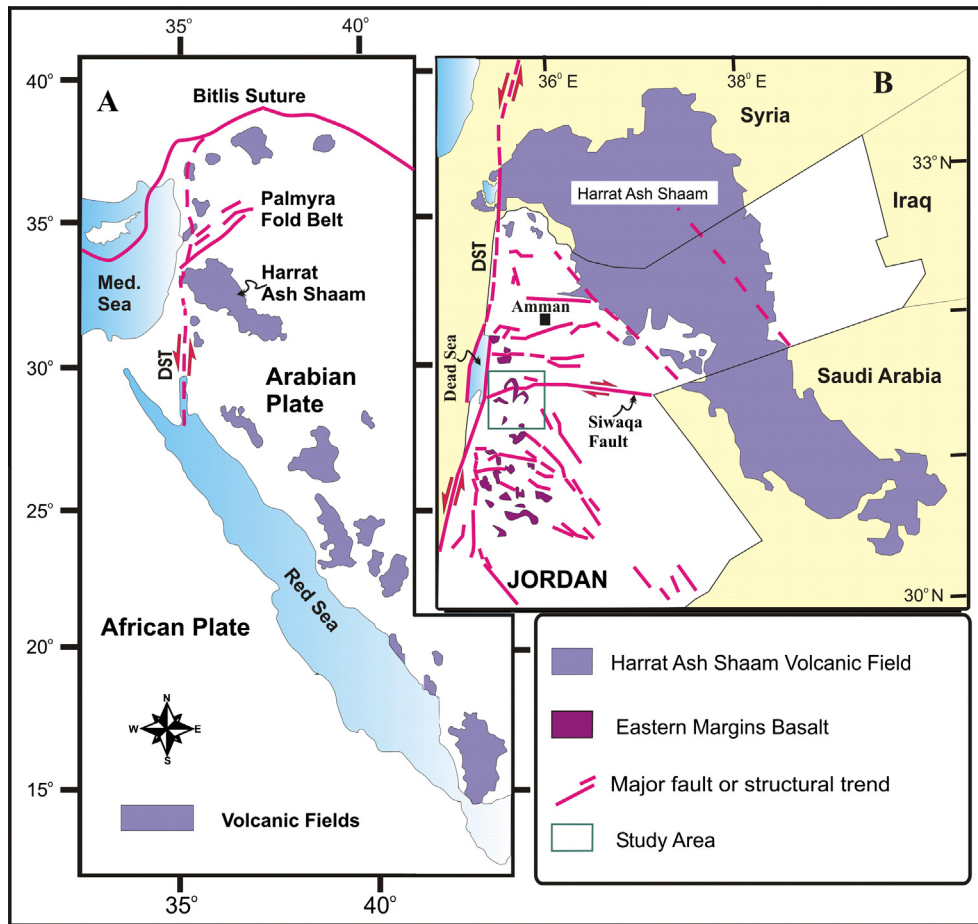 35°
40°
40°
35°
30°
25°
20°
15°
35°
40°
A
Bitlis Suture
Palmyra
Fold Belt
Harrat
Ash Shaam
Med.
Sea
DST
Arabian
Plate
Red Sea
African Plate
N
W
E
S
Volcanic Fields
36° E
38° E
B
Syria
33° N
Harrat Ash Shaam
Iraq
DST
Amman
Dead Sea
Saudi Arabia
Siwaqa
Fault
JORDAN
30° N
Harrat Ash Shaam Volcanic Field
Eastern Margins Basalt
Major fault or structural trend
Study Area